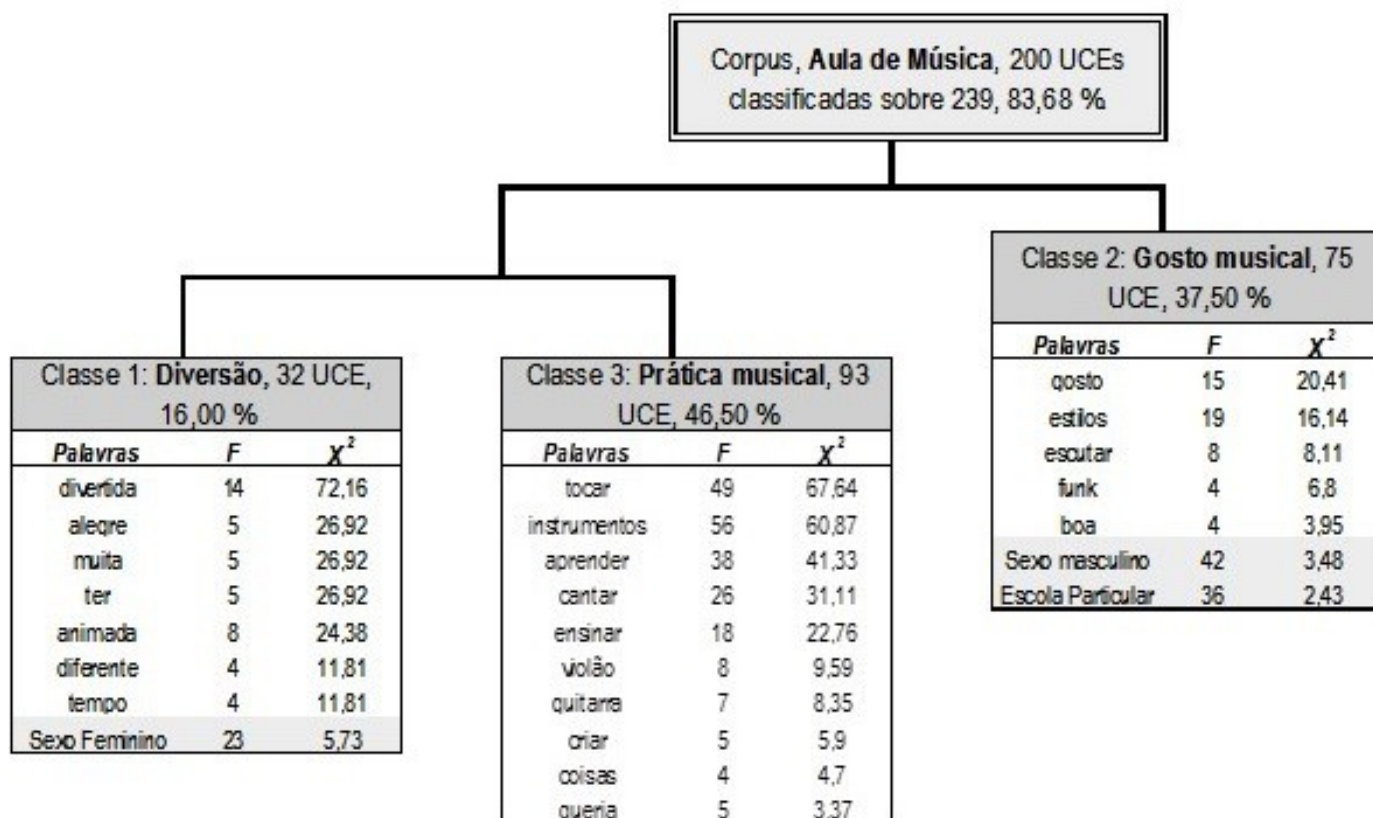 Corpus, Aula de Música, 200 UCEs
classificadas sobre 239, 83,68 %
Classe 2: Gosto musical, 75
UCE, 37,50 %
Palavras F χ²
gosto 15 20,41
estilos 19 16,14
escutar 8 8,11
funk 4 6,8
boa 4 3,95
Sexo masculino 42 3,48
Escola Particular 36 2,43
Classe 1: Diversão, 32 UCE,
16,00 %
Palavras F χ²
divertida 14 72,16
alegre 5 26,92
muita 5 26,92
ter 5 26,92
animada 8 24,38
diferente 4 11,81
tempo 4 11,81
Sexo Feminino 23 5,73
Classe 3: Prática musical, 93
UCE, 46,50 %
Palavras F χ²
tocar 49 67,64
instrumentos 56 60,87
aprender 38 41,33
cantar 26 31,11
ensinar 18 22,76
violão 8 9,59
guitarra 7 8,35
criar 5 5,9
coisas 4 4,7
queria 5 3,37